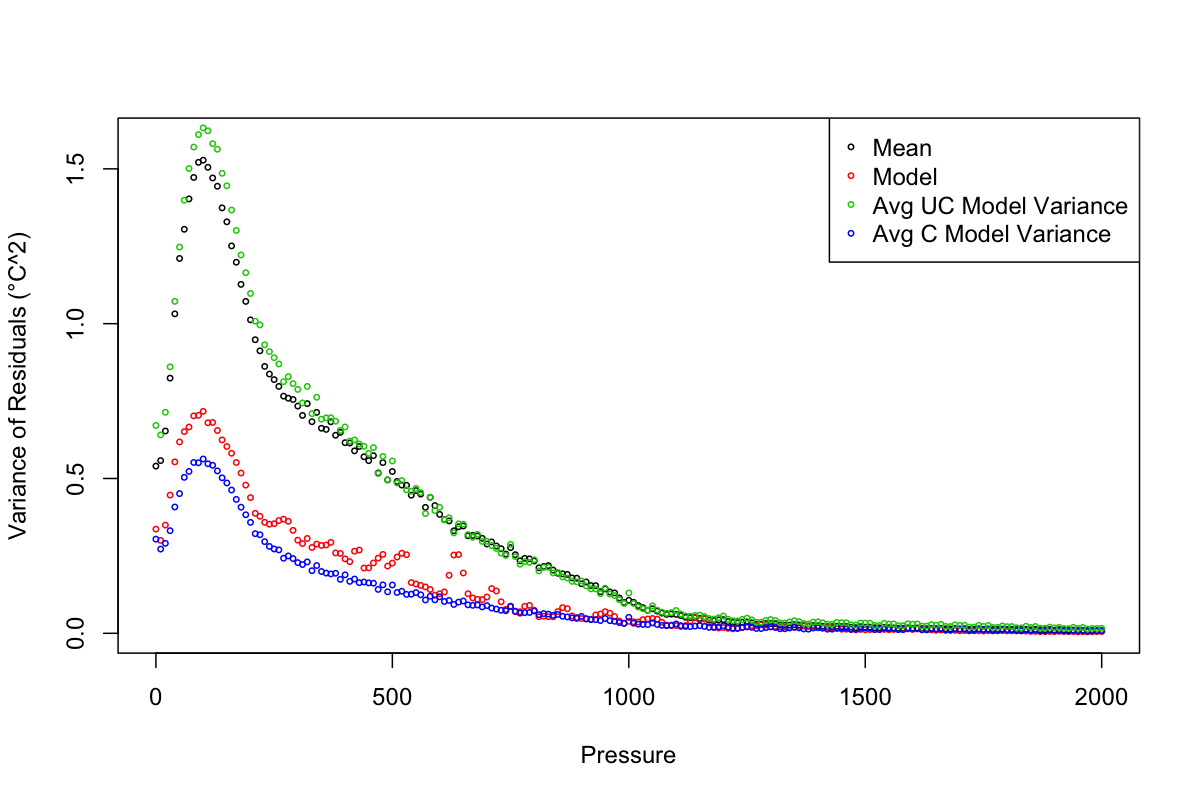 Mean
Model
Avg UC Model Variance
Avg C Model Variance
Variance of Residuals (°C^2)
1.5
1.0
0.5
0.0
0 500 1000 1500 2000
Pressure